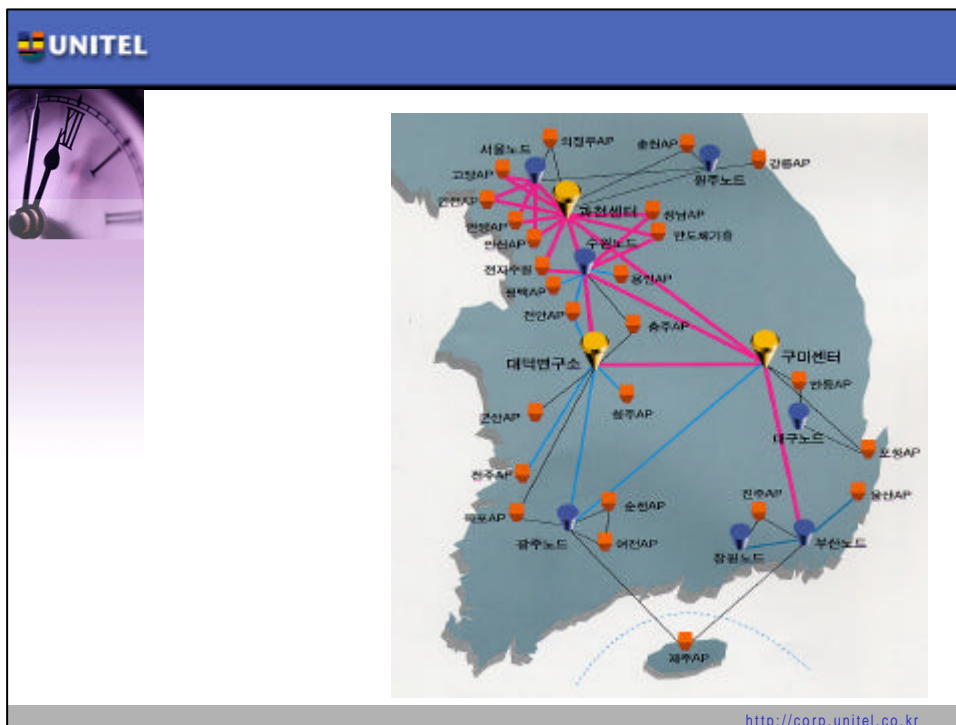 UNITEL
서울노드
의정부AP
춘천AP
강릉AP
원주노드
고양AP
인천AP
과천센터
성남AP
안양AP
반도체기흥
안산AP
수원노드
전자수원
용인AP
평택AP
천안AP
충주AP
대덕연구소
구미센터
안동AP
군산AP
청주AP
대구노드
포항AP
전주AP
울산AP
진주AP
순천AP
목포AP
광주노드
여천AP
창원노드
부산노드
제주AP
http://corp.unitel.co.kr